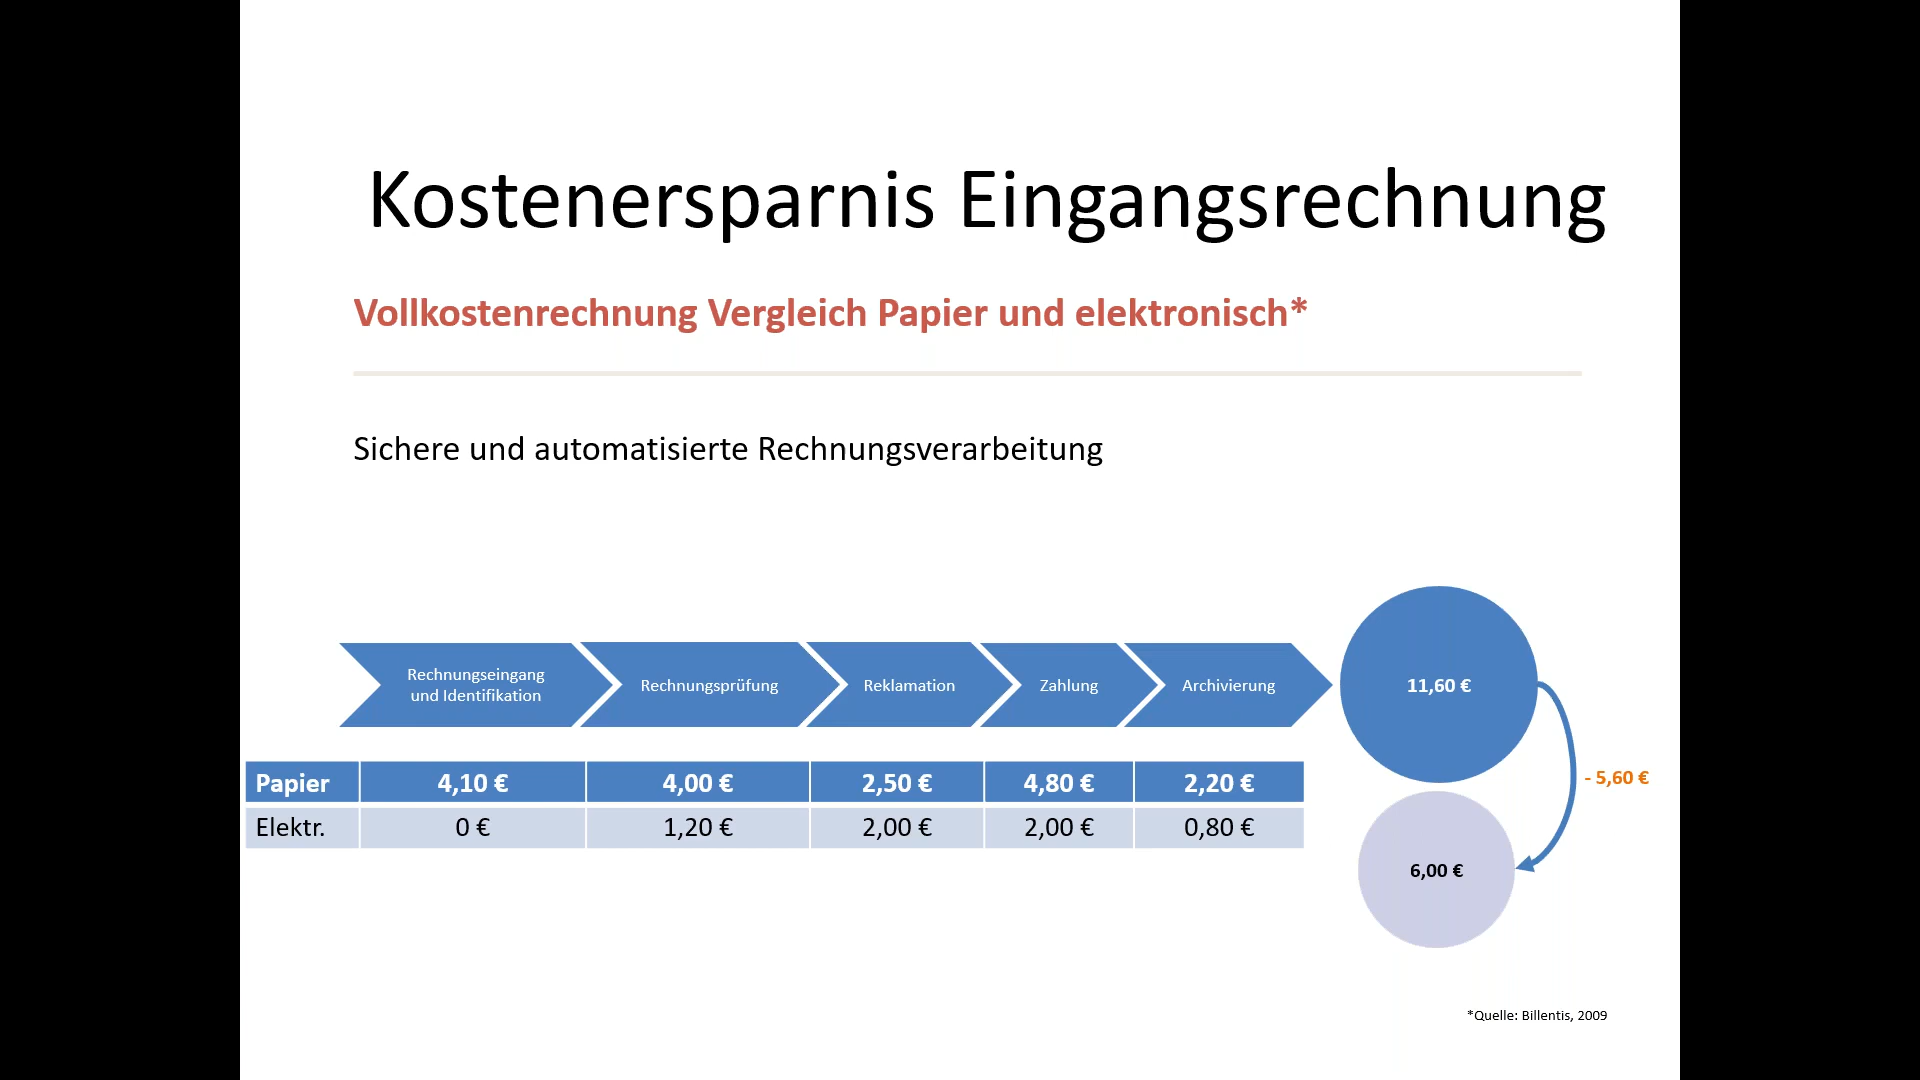 Kostenersparnis Eingangsrechnung
Vollkostenrechnung Vergleich Papier und elektronisch*
Sichere und automatisierte Rechnungsverarbeitung
Rechnungseingang
und Identifikation
Rechnungsprüfung
Reklamation
Zahlung
Archivierung
11,60 €
Papier 4,10 € 4,00 € 2,50 € 4,80 € 2,20 €
Elektr. 0 € 1,20 € 2,00 € 2,00 € 0,80 €
- 5,60 €
6,00 €
*Quelle: Billentis, 2009